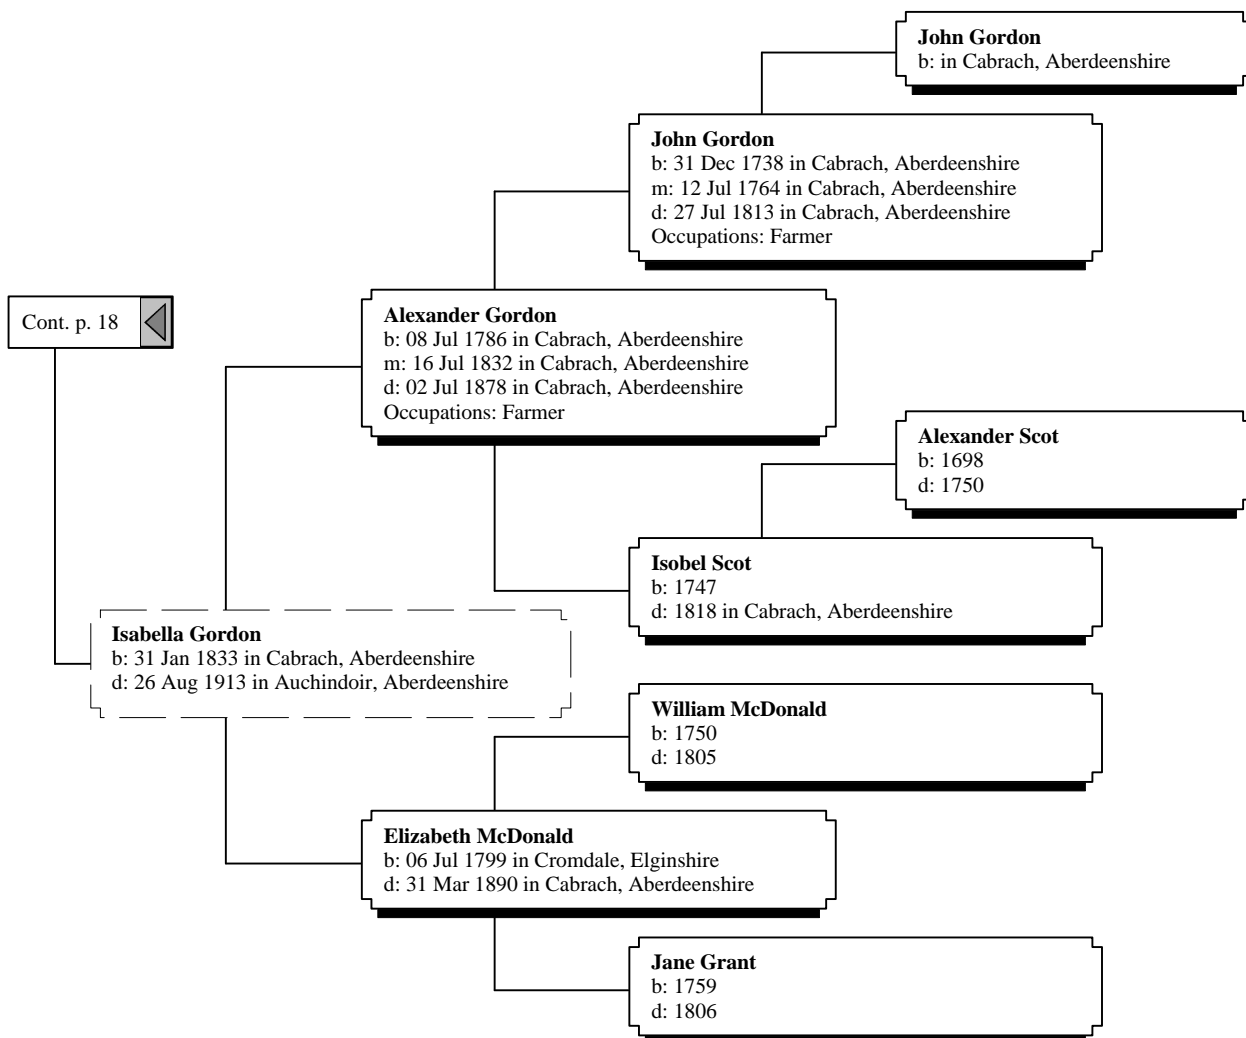 John Gordon
b: in Cabrach, Aberdeenshire
John Gordon
b: 31 Dec 1738 in Cabrach, Aberdeenshire
m: 12 Jul 1764 in Cabrach, Aberdeenshire
d: 27 Jul 1813 in Cabrach, Aberdeenshire
Occupations: Farmer
Cont. p. 18
Alexander Gordon
b: 08 Jul 1786 in Cabrach, Aberdeenshire
m: 16 Jul 1832 in Cabrach, Aberdeenshire
d: 02 Jul 1878 in Cabrach, Aberdeenshire
Occupations: Farmer
Alexander Scot
b: 1698
d: 1750
Isobel Scot
b: 1747
d: 1818 in Cabrach, Aberdeenshire
Isabella Gordon
b: 31 Jan 1833 in Cabrach, Aberdeenshire
d: 26 Aug 1913 in Auchindoir, Aberdeenshire
William McDonald
b: 1750
d: 1805
Elizabeth McDonald
b: 06 Jul 1799 in Cromdale, Elginshire
d: 31 Mar 1890 in Cabrach, Aberdeenshire
Jane Grant
b: 1759
d: 1806